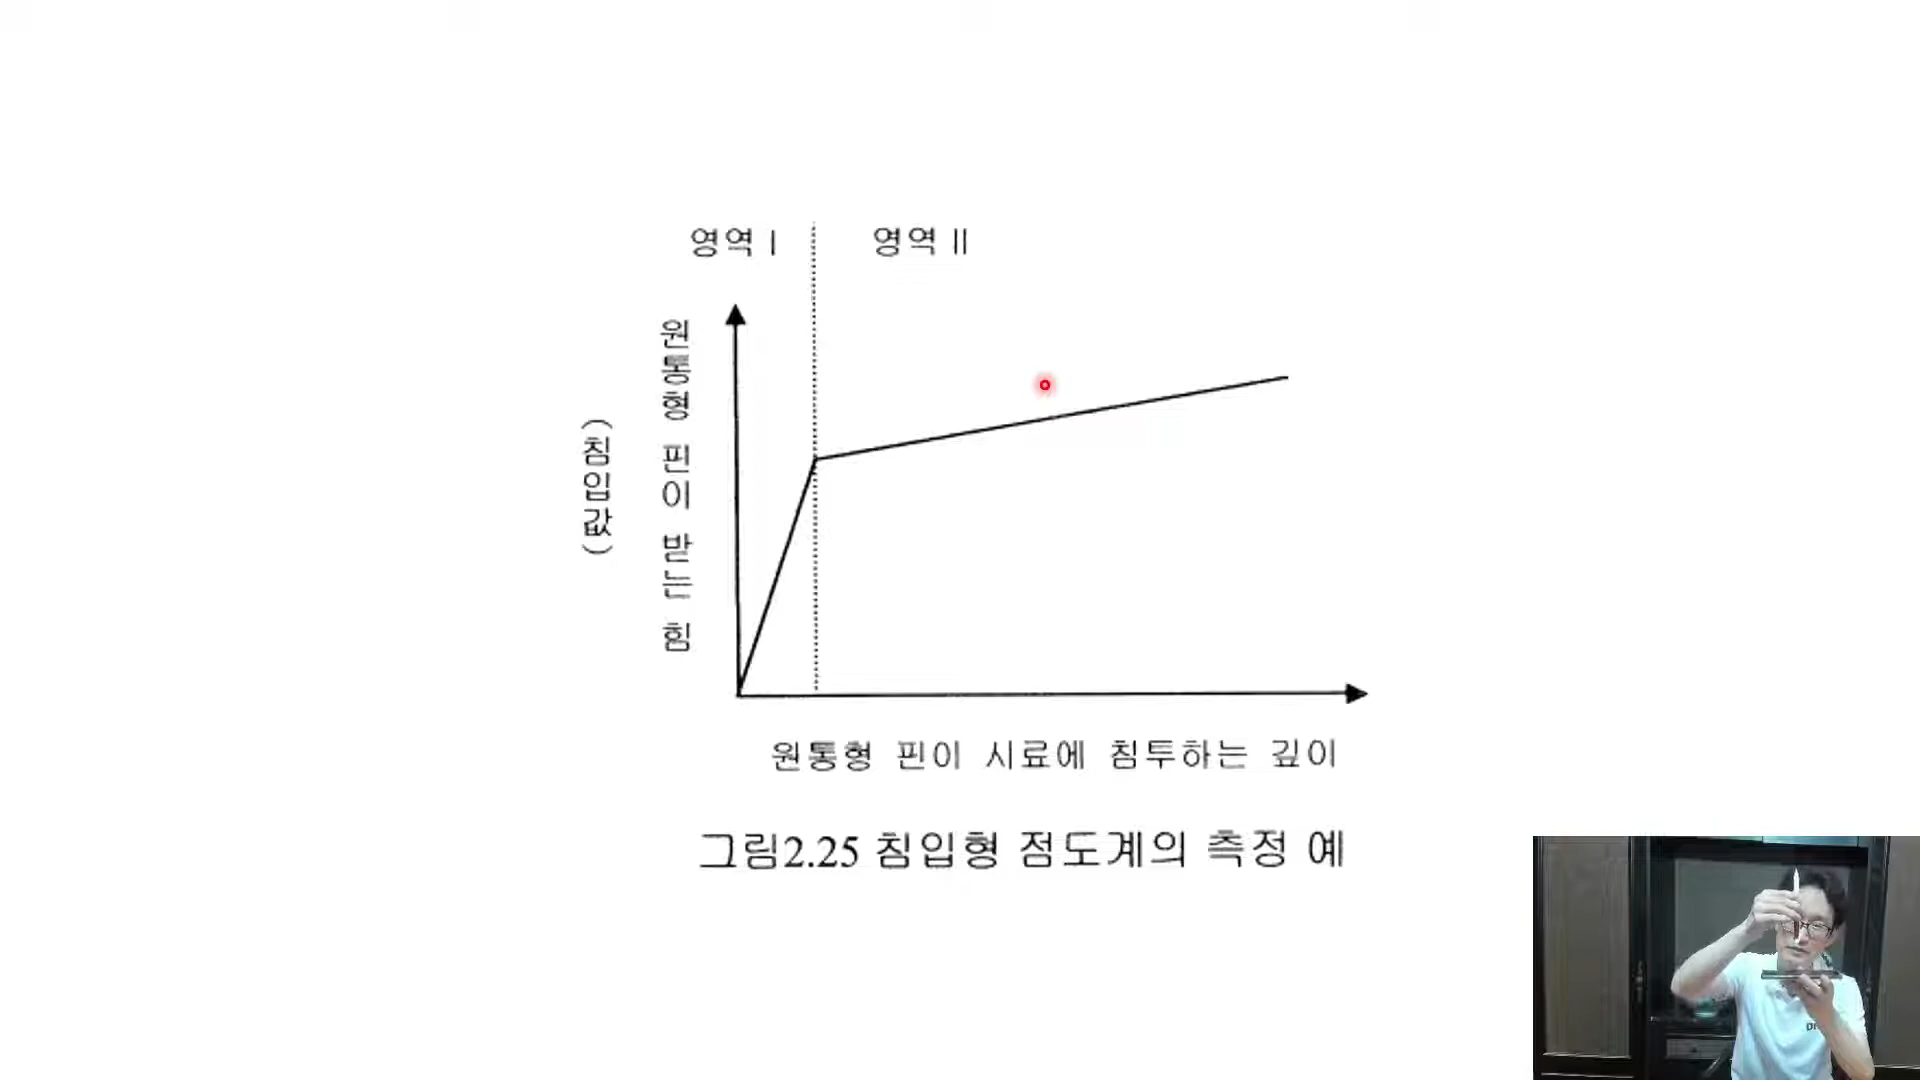 영역 I
영역 II
원통형 핀이 받는 힘
(침입값)
원통형 핀이 시료에 침투하는 깊이
그림2.25 침입형 점도계의 측정 예